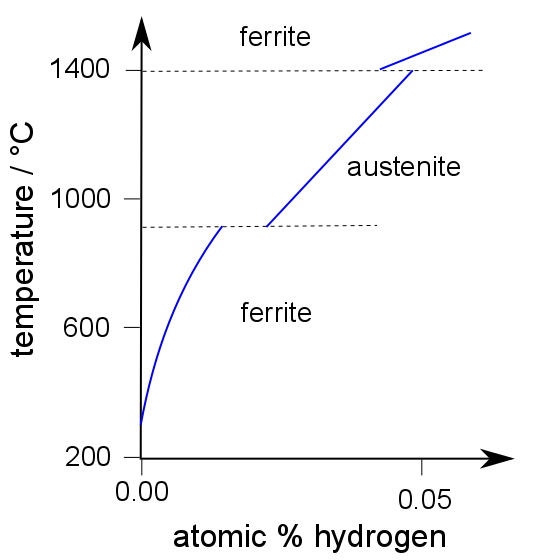 ferrite
1400
austenite
1000
temperature / °C
ferrite
600
200
0.00
0.05
atomic % hydrogen